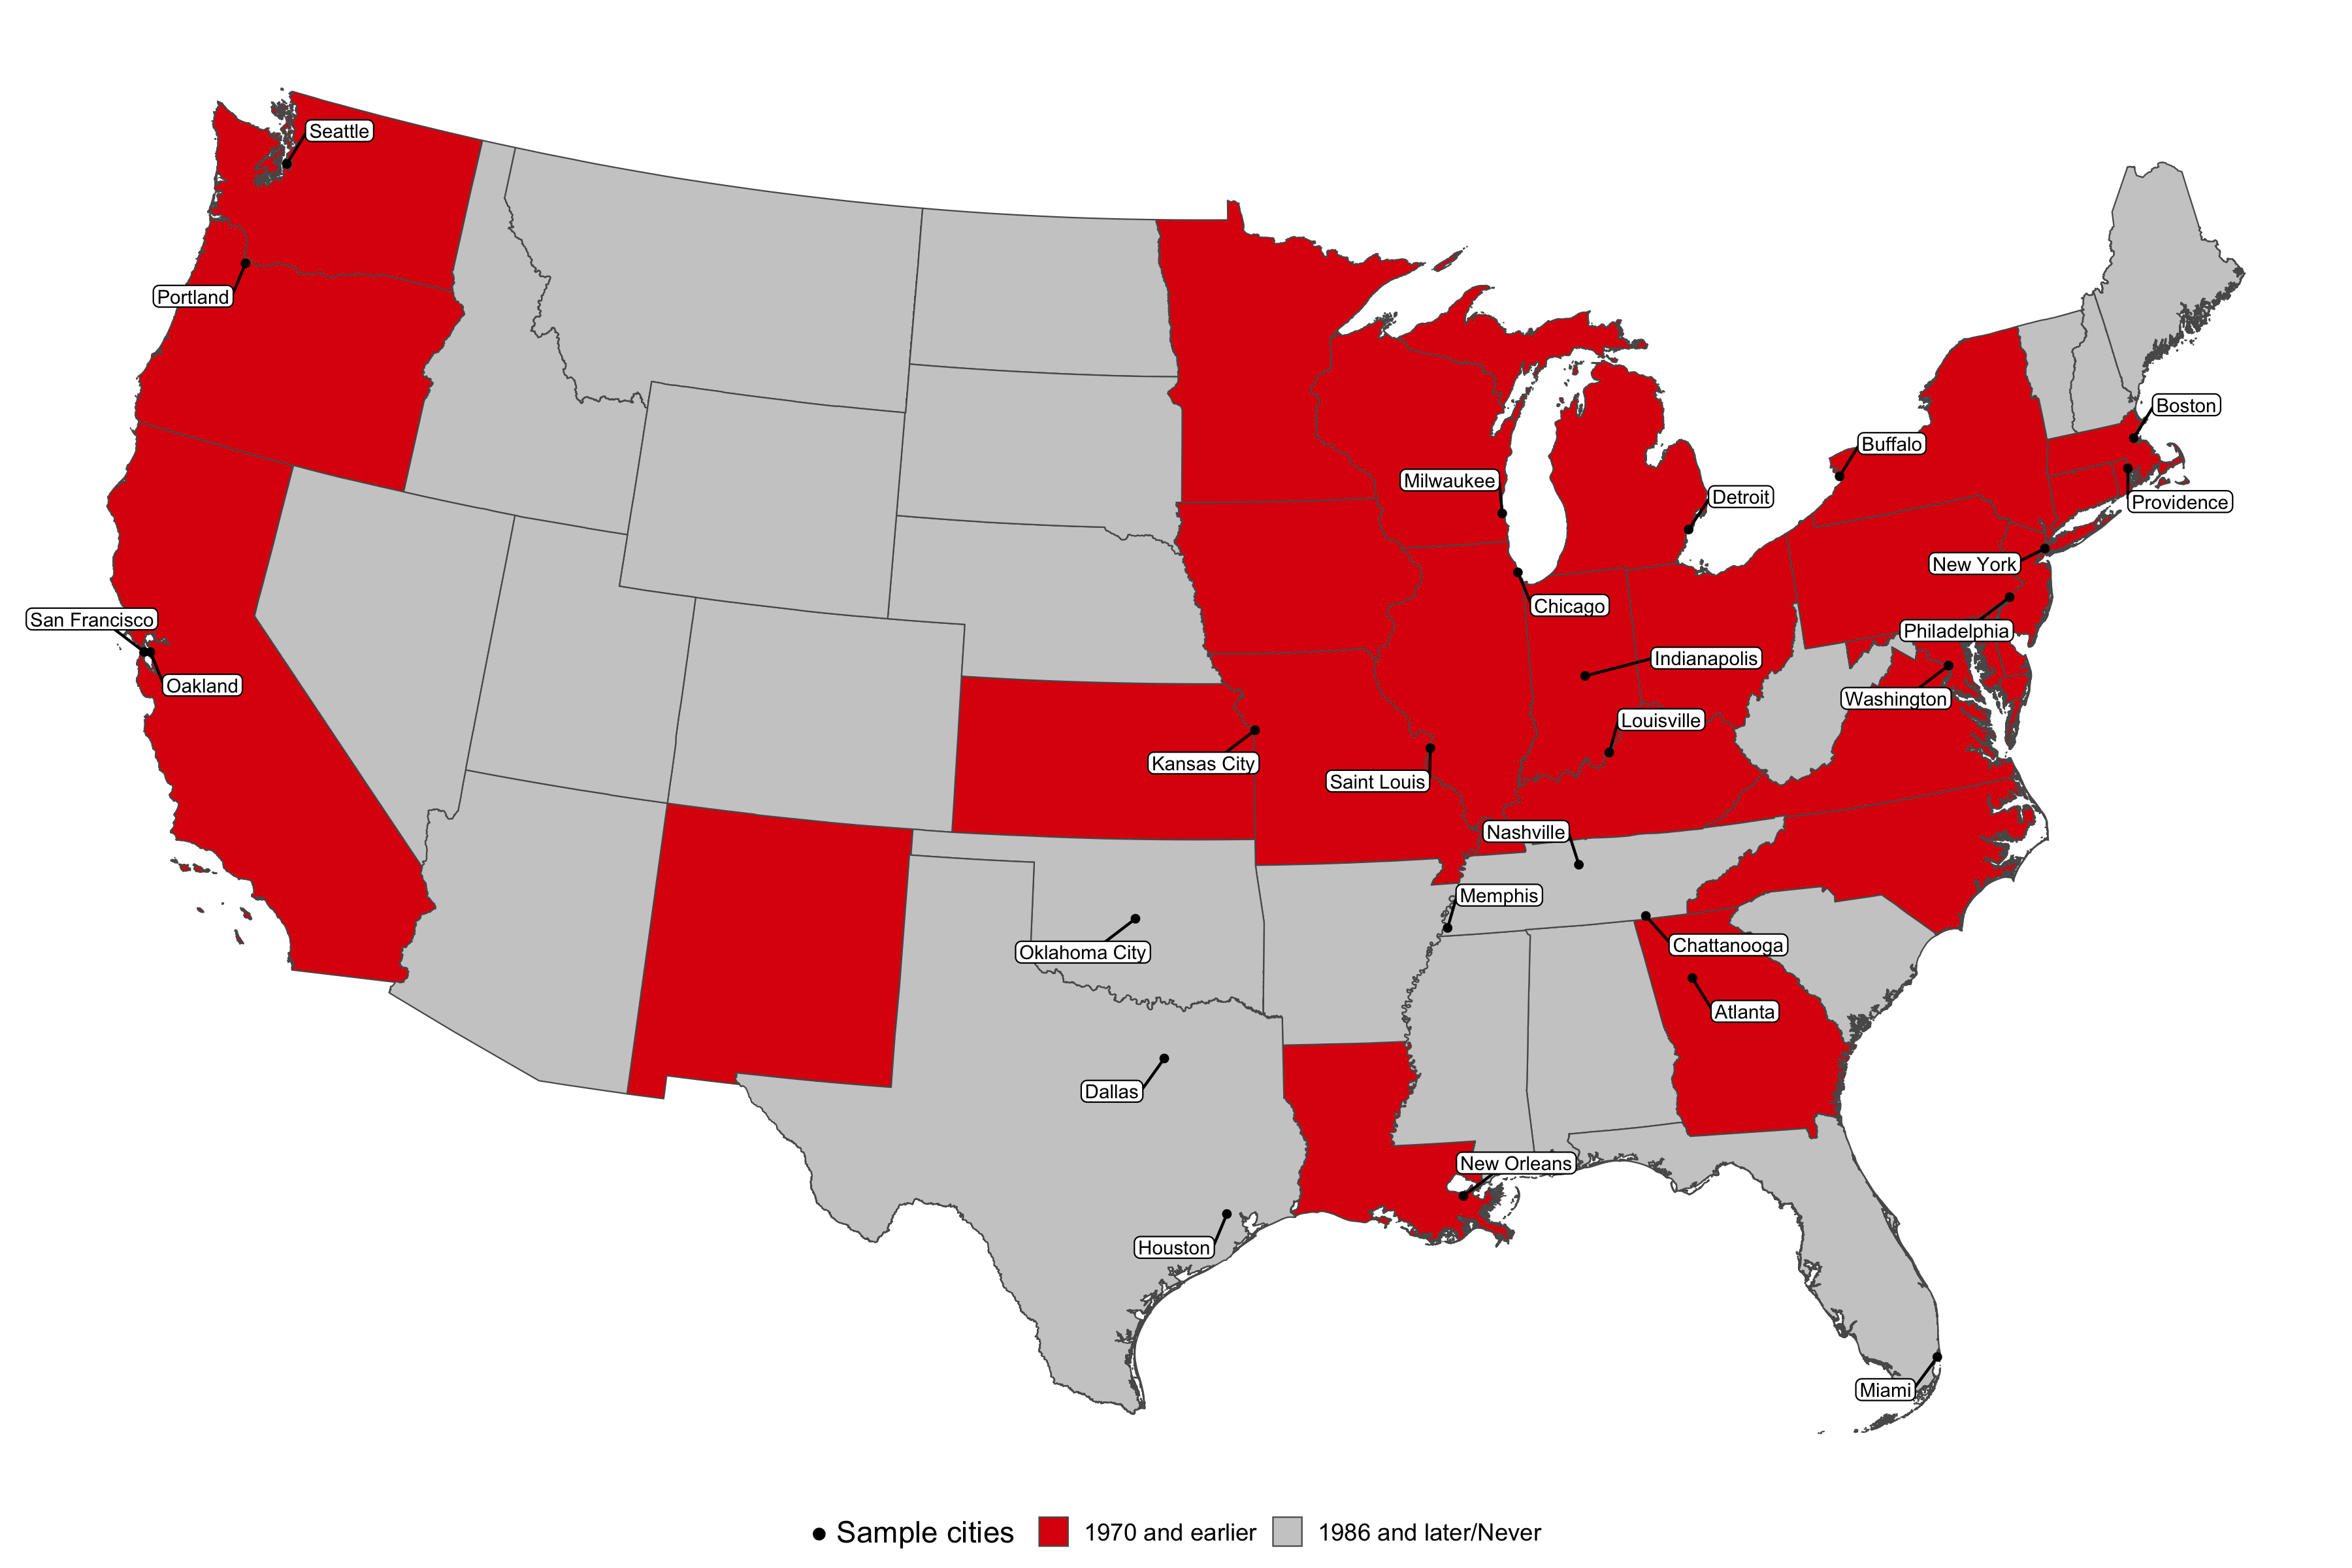 Seattle
Portland
Boston
Buffalo
Milwaukee
Detroit
Providence
New York
Chicago
San Francisco
Philadelphia
Indianapolis
Oakland
Washington
Louisville
Kansas City
Saint Louis
Nashville
Memphis
Chattanooga
Oklahoma City
Atlanta
Dallas
New Orleans
Houston
Miami
Sample cities 1970 and earlier 1986 and later/Never